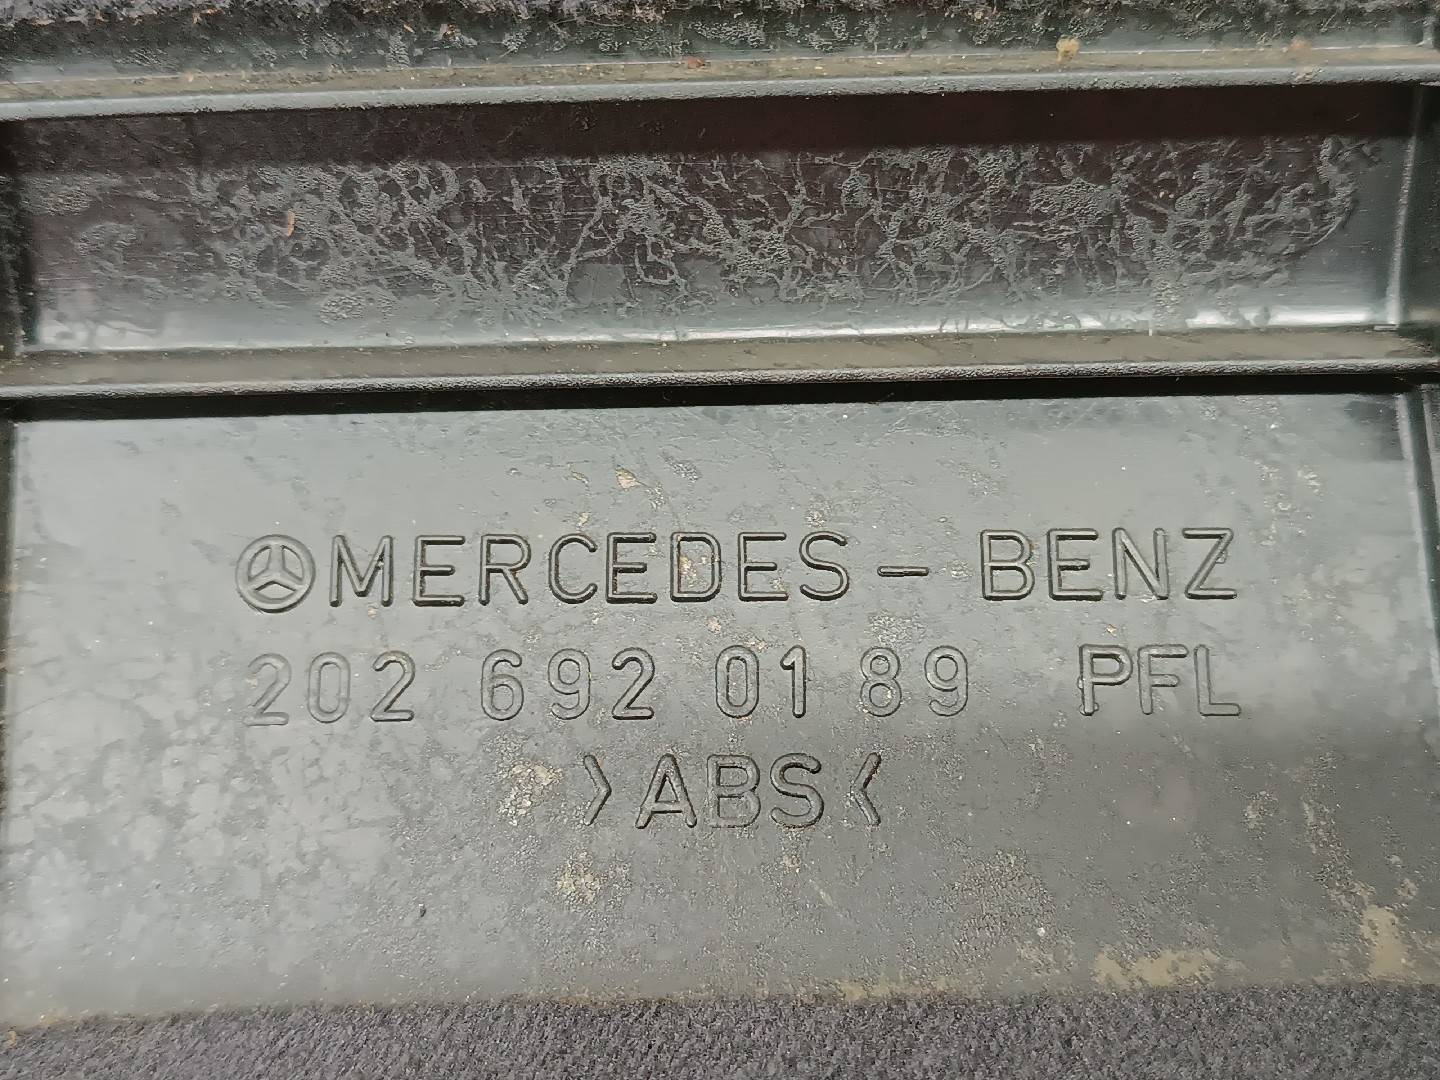 MERCEDES-BENZ
202 692 01 89 PFL
>ABS<